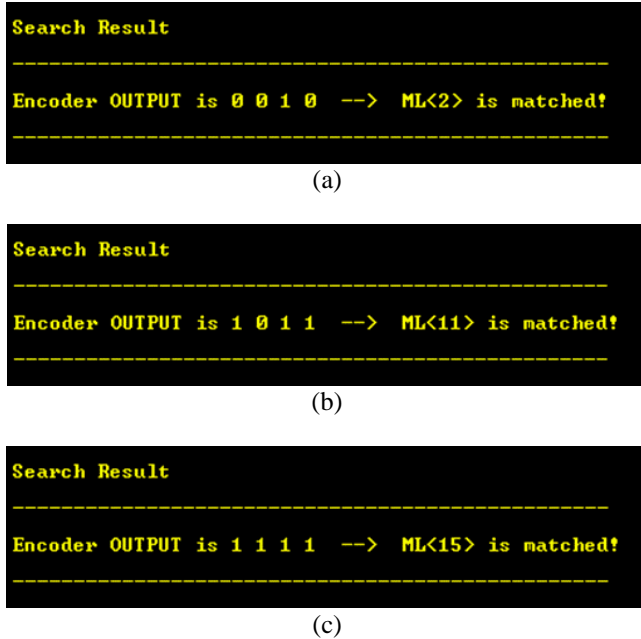 Search Result
--------------------------------------------------
Encoder OUTPUT is 0 0 1 0 --> ML<2> is matched!
--------------------------------------------------
(a)
Search Result
--------------------------------------------------
Encoder OUTPUT is 1 0 1 1 --> ML<11> is matched!
--------------------------------------------------
(b)
Search Result
--------------------------------------------------
Encoder OUTPUT is 1 1 1 1 --> ML<15> is matched!
--------------------------------------------------
(c)